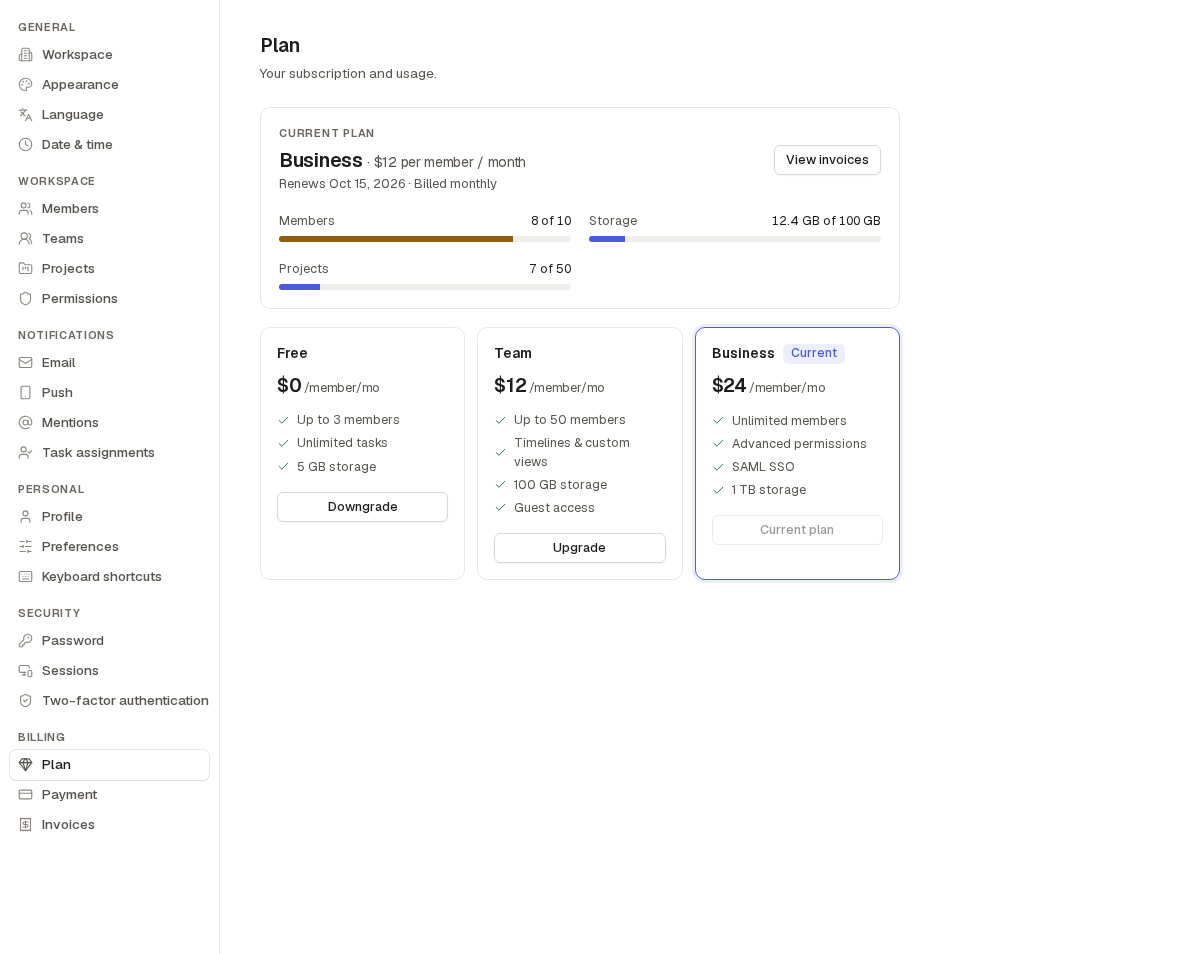 GENERAL
Workspace
Appearance
Language
Date & time
WORKSPACE
Members
Teams
Projects
Permissions
NOTIFICATIONS
Email
Push
Mentions
Task assignments
PERSONAL
Profile
Preferences
Keyboard shortcuts
SECURITY
Password
Sessions
Two-factor authentication
BILLING
Plan
Payment
Invoices
Plan
Your subscription and usage.
CURRENT PLAN
Business · $12 per member / month
Renews Oct 15, 2026 · Billed monthly
View invoices
Members 8 of 10
Storage 12.4 GB of 100 GB
Projects 7 of 50
Free
$0 /member/mo
Up to 3 members
Unlimited tasks
5 GB storage
Downgrade
Team
$12 /member/mo
Up to 50 members
Timelines & custom
views
100 GB storage
Guest access
Upgrade
Business Current
$24 /member/mo
Unlimited members
Advanced permissions
SAML SSO
1 TB storage
Current plan